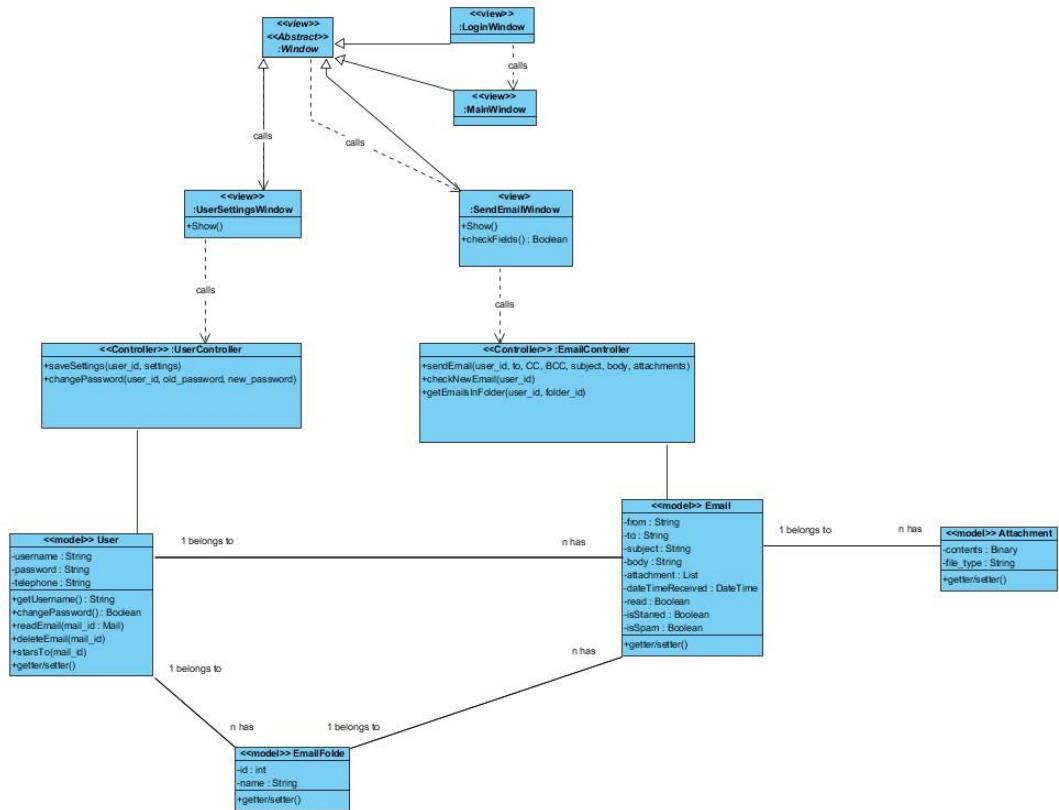 <<view>>
<<Abstract>>
:Window
<<view>>
:LoginWindow
calls
<<view>>
:MainWindow
calls
calls
<<view>>
:UserSettingsWindow
+Show()
<view>
:SendEmailWindow
+Show()
+checkFields() : Boolean
calls
calls
<<Controller>> :UserController
+saveSettings(user_id, settings)
+changePassword(user_id, old_password, new_password)
<<Controller>> :EmailController
+sendEmail(user_id, to, CC, BCC, subject, body, attachments)
+checkNewEmail(user_id)
+getEmailsInFolder(user_id, folder_id)
<<model>> User
-username : String
-password : String
-telephone : String
+getUsername() : String
+changePassword() : Boolean
+readEmail(mail_id : Mail)
+deleteEmail(mail_id)
+starsTo(mail_id)
+getter/setter()
1 belongs to
n has
<<model>> Email
-from : String
-to : String
-subject : String
-body : String
-attachment : List
-dateTimeReceived : DateTime
-read : Boolean
-isStarred : Boolean
-isSpam : Boolean
+getter/setter()
1 belongs to
n has
<<model>> Attachment
-contents : Binary
-file_type : String
+getter/setter()
1 belongs to
n has
n has
1 belongs to
<<model>> EmailFolde
-id : int
-name : String
+getter/setter()